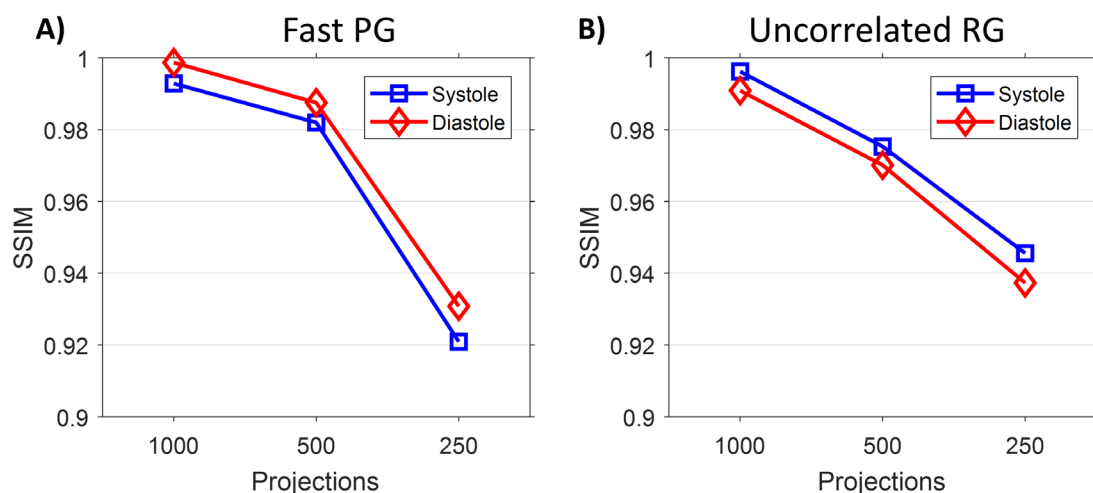 A)
Fast PG
1
0.98
0.96
0.94
0.92
0.9
SSIM
Systole
Diastole
1000
500
250
Projections
B)
Uncorrelated RG
1
0.98
0.96
0.94
0.92
0.9
SSIM
Systole
Diastole
1000
500
250
Projections